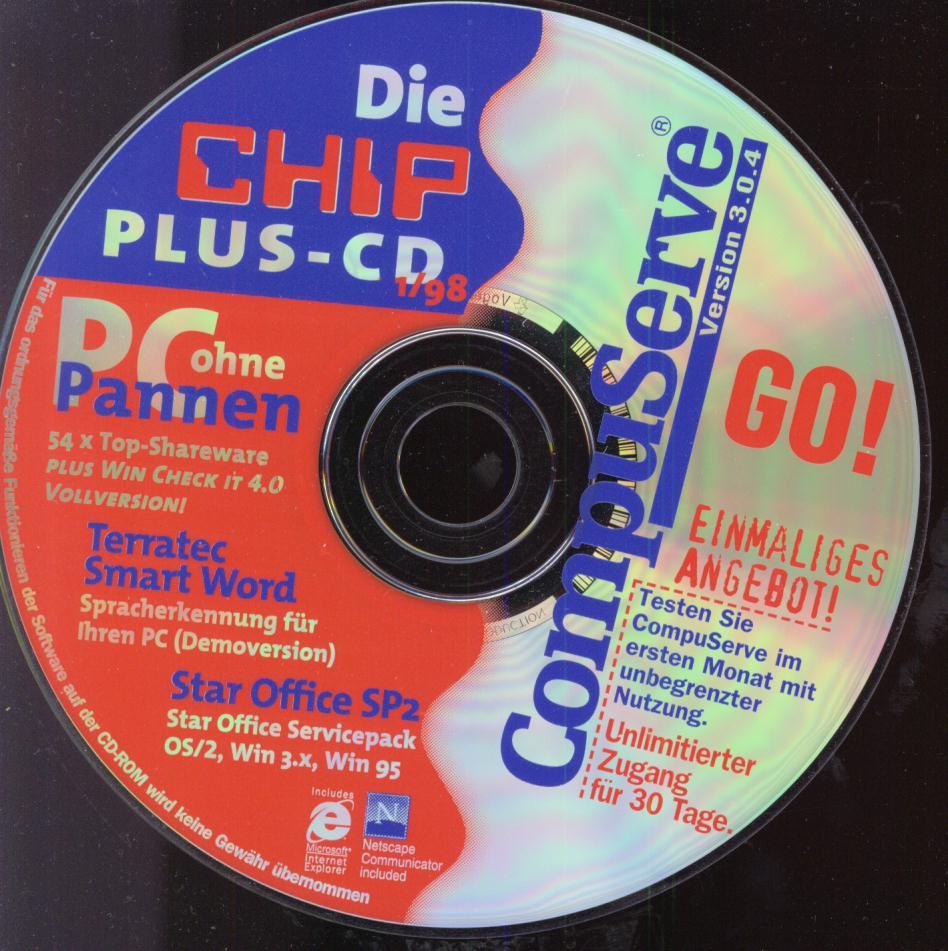 Die
CHIP
PLUS-CD
1/98
PC ohne
Pannen
54 x Top-Shareware
PLUS WIN CHECK IT 4.0
VOLLVERSION!
Terratec
Smart Word
Spracherkennung für
Ihren PC (Demoversion)
Star Office SP2
Star Office Servicepack
OS/2, Win 3.x, Win 95
Includes
Microsoft®
Internet
Explorer
N
Netscape
Communicator
included
Für das ordnungsgemäße Funktionieren der Software auf der CD-ROM wird keine Gewähr übernommen
CompuServe®
Version 3.0.4
GO!
EINMALIGES
ANGEBOT!
Testen Sie
CompuServe im
ersten Monat mit
unbegrenzter
Nutzung.
Unlimitierter
Zugang
für 30 Tage.